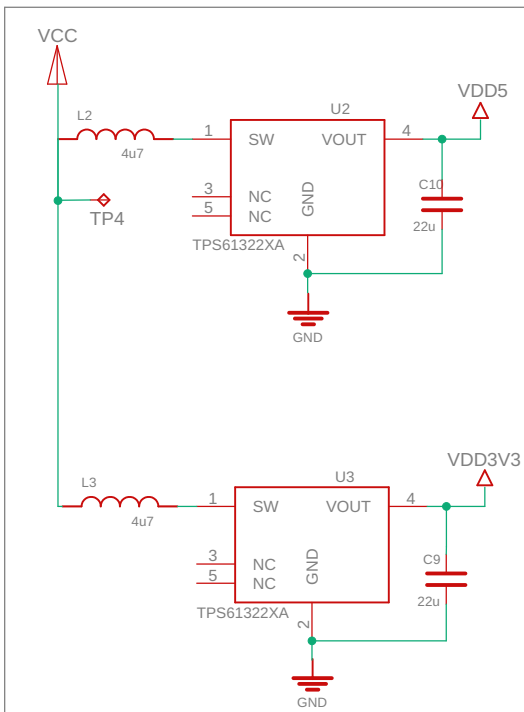 VCC
L2
4u7
TP4
U2
1
SW
VOUT
4
3
NC
5
NC
GND
2
TPS61322XA
VDD5
C10
22u
GND
L3
4u7
U3
1
SW
VOUT
4
3
NC
5
NC
GND
2
TPS61322XA
VDD3V3
C9
22u
GND